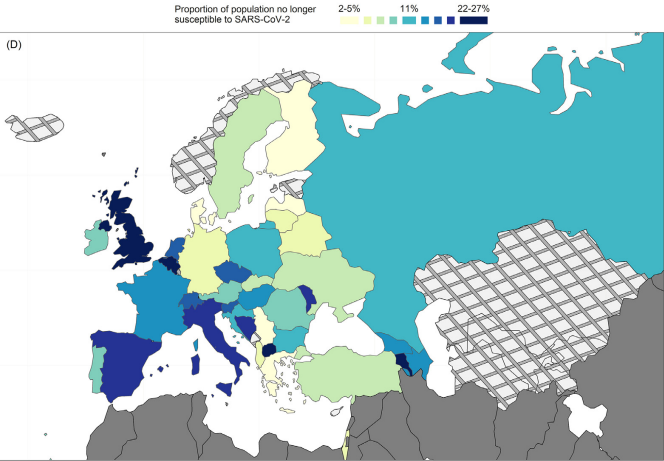 Proportion of population no longer
susceptible to SARS-CoV-2
2-5% 11% 22-27%
(D)